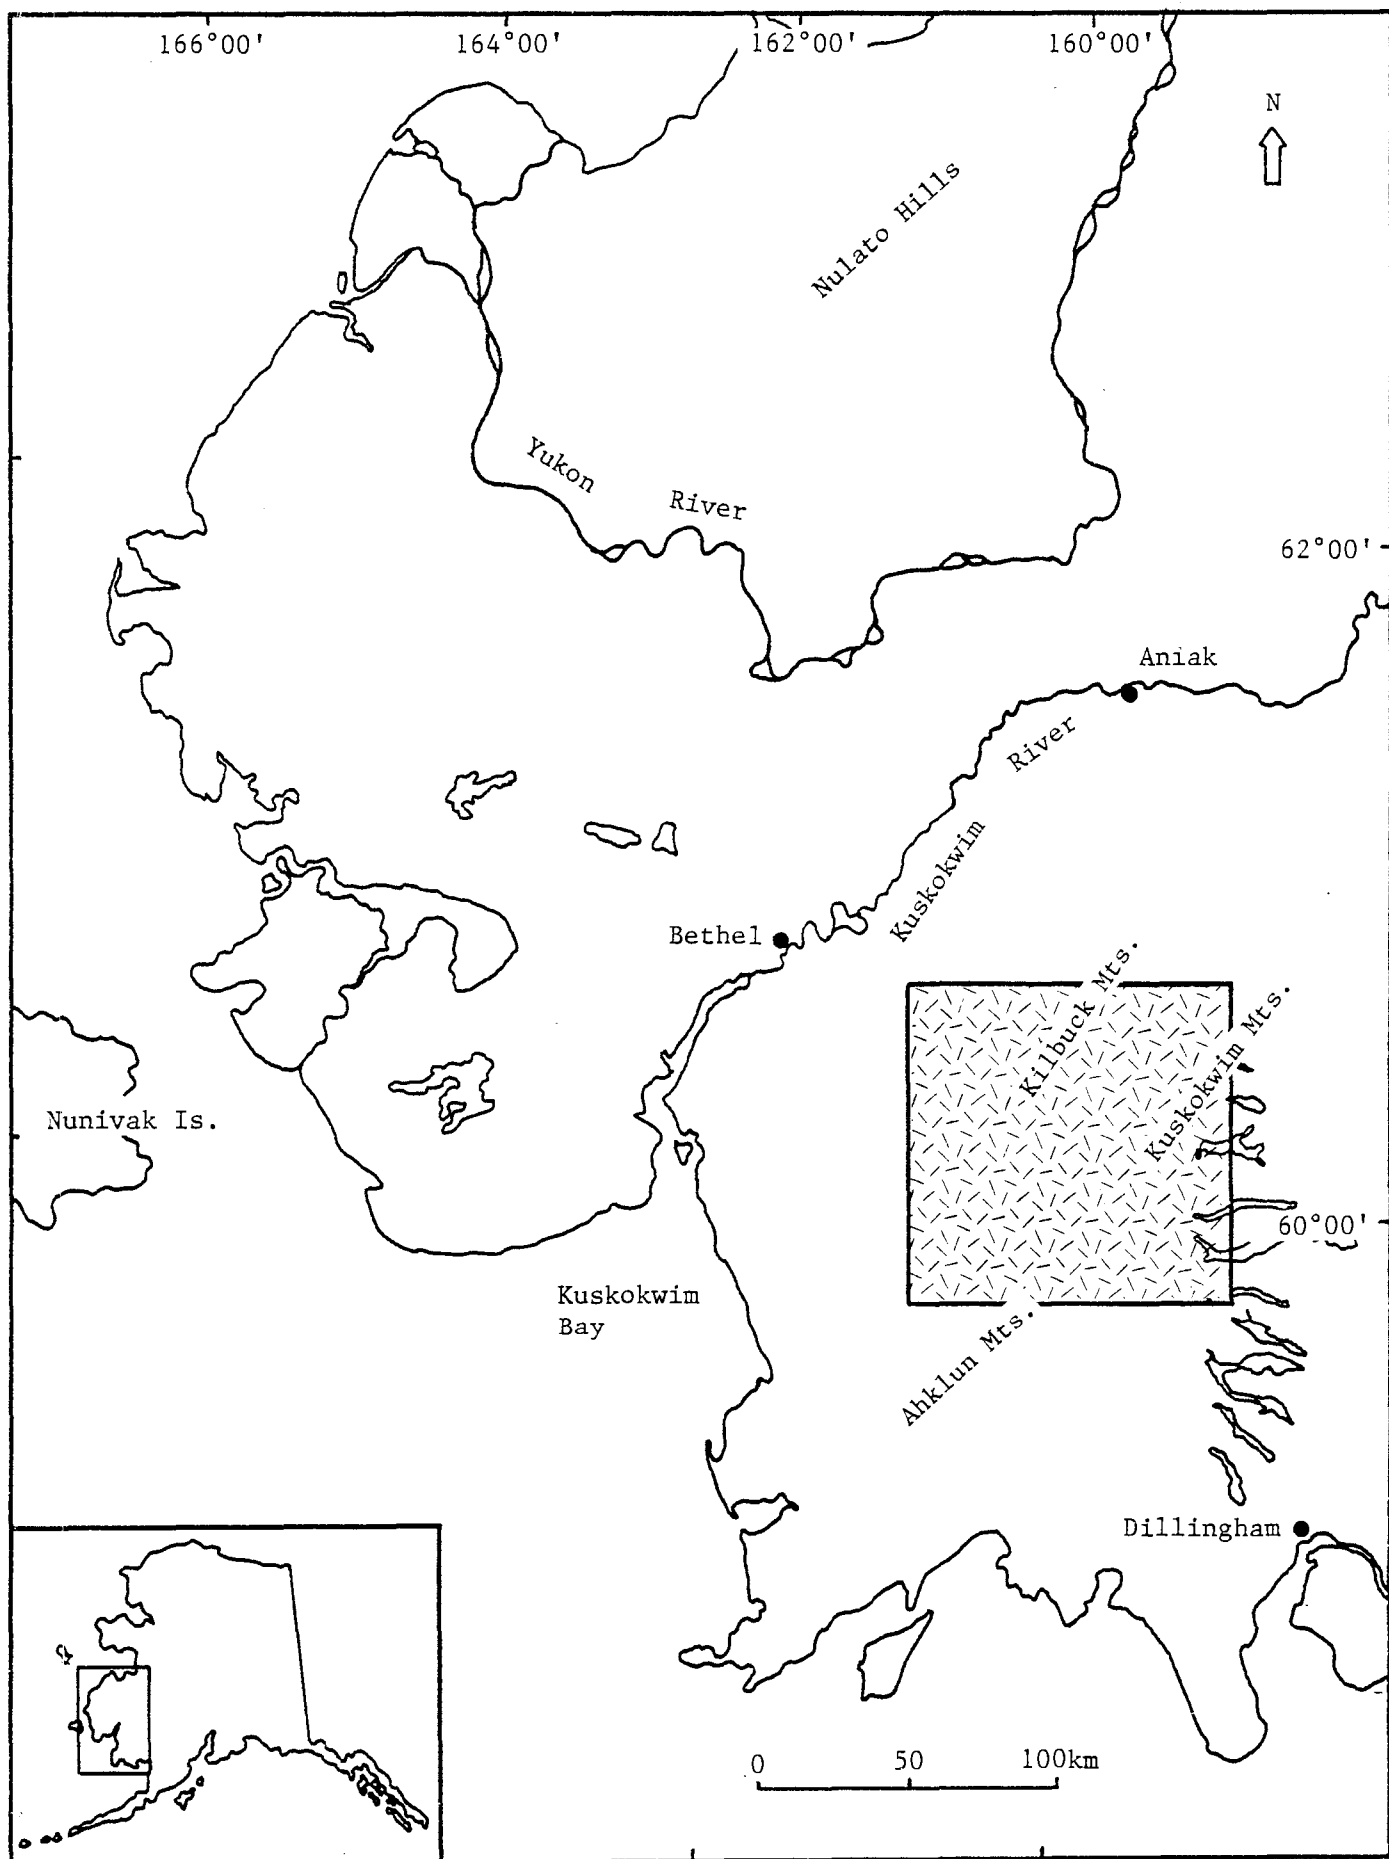 166°00' 164°00' 162°00' 160°00'
N
Nulato Hills
Yukon River
62°00'
Aniak
River
Kuskokwim
Bethel
Kilbuck Mts.
Kuskokwim Mts.
Nunivak Is.
60°00'
Kuskokwim
Bay
Ahklun Mts.
Dillingham
0 50 100km